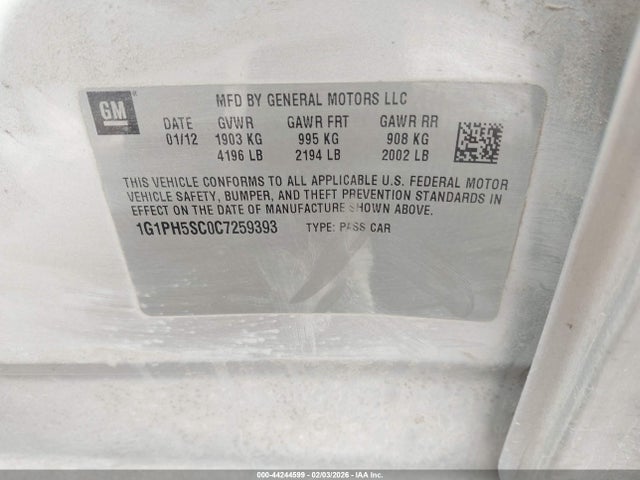 GM
MFD BY GENERAL MOTORS LLC
DATE GVWR GAWR FRT GAWR RR
01/12 1903 KG 995 KG 908 KG
4196 LB 2194 LB 2002 LB
THIS VEHICLE CONFORMS TO ALL APPLICABLE U.S. FEDERAL MOTOR
VEHICLE SAFETY, BUMPER, AND THEFT PREVENTION STANDARDS IN
EFFECT ON THE DATE OF MANUFACTURE SHOWN ABOVE.
1G1PH5SC0C7259393 TYPE: PASS CAR
000-44244599 - 02/03/2026 - IAAI Inc.